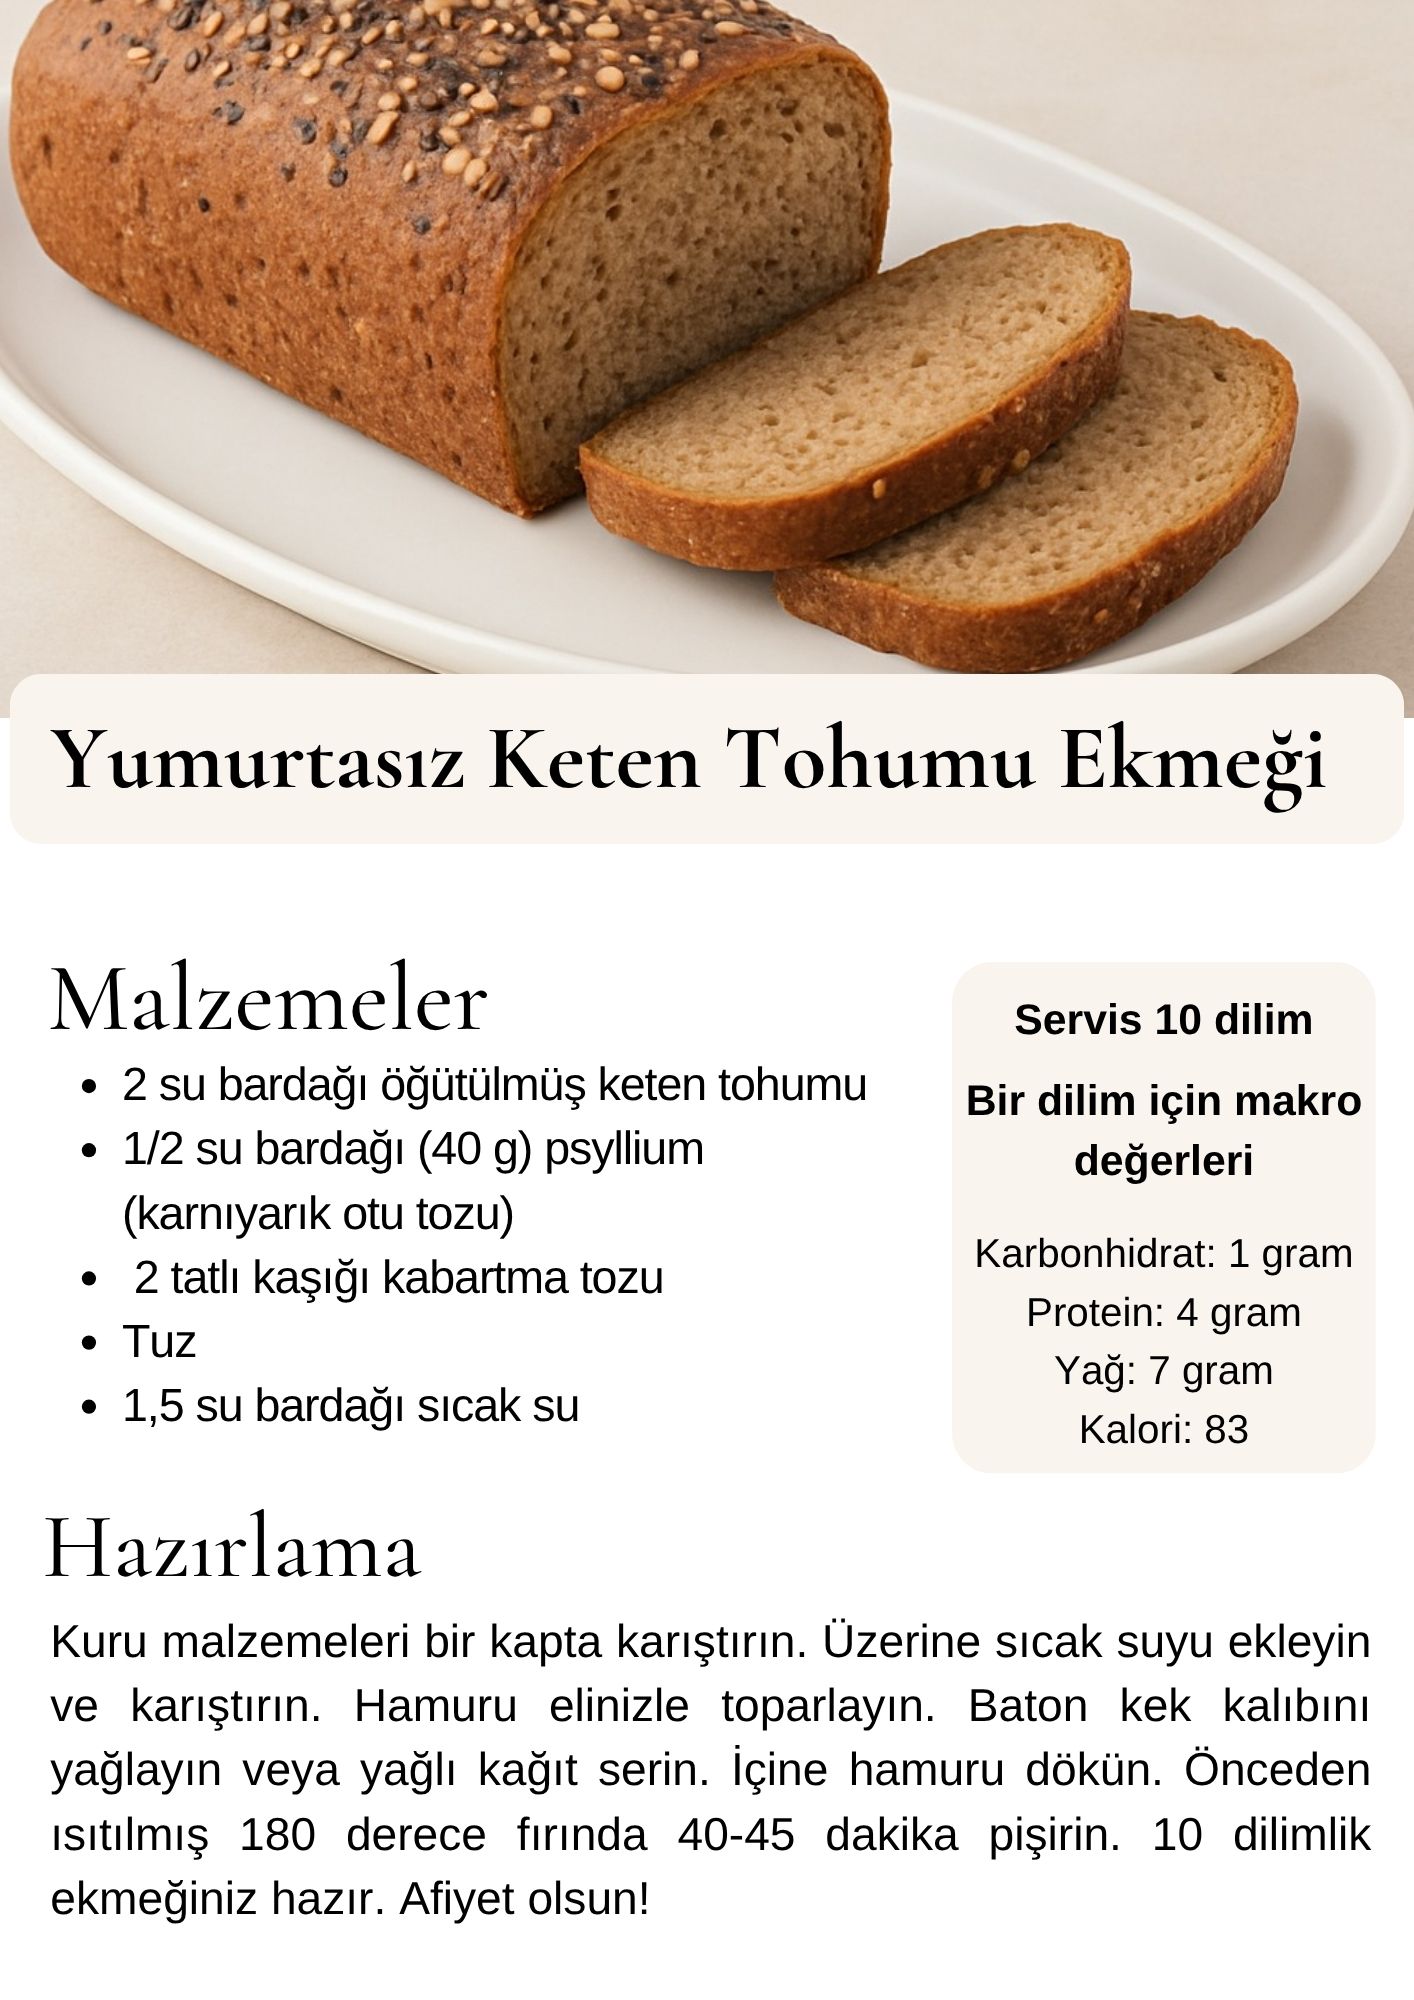 Yumurtasız Keten Tohumu Ekmeği
Malzemeler
• 2 su bardağı öğütülmüş keten tohumu
• 1/2 su bardağı (40 g) psyllium
(karnıyarık otu tozu)
• 2 tatlı kaşığı kabartma tozu
• Tuz
• 1,5 su bardağı sıcak su
Servis 10 dilim
Bir dilim için makro
değerleri
Karbonhidrat: 1 gram
Protein: 4 gram
Yağ: 7 gram
Kalori: 83
Hazırlama
Kuru malzemeleri bir kapta karıştırın. Üzerine sıcak suyu ekleyin
ve karıştırın. Hamuru elinizle toparlayın. Baton kek kalıbını
yağlayın veya yağlı kağıt serin. İçine hamuru dökün. Önceden
ısıtılmış 180 derece fırında 40-45 dakika pişirin. 10 dilimlik
ekmeğiniz hazır. Afiyet olsun!